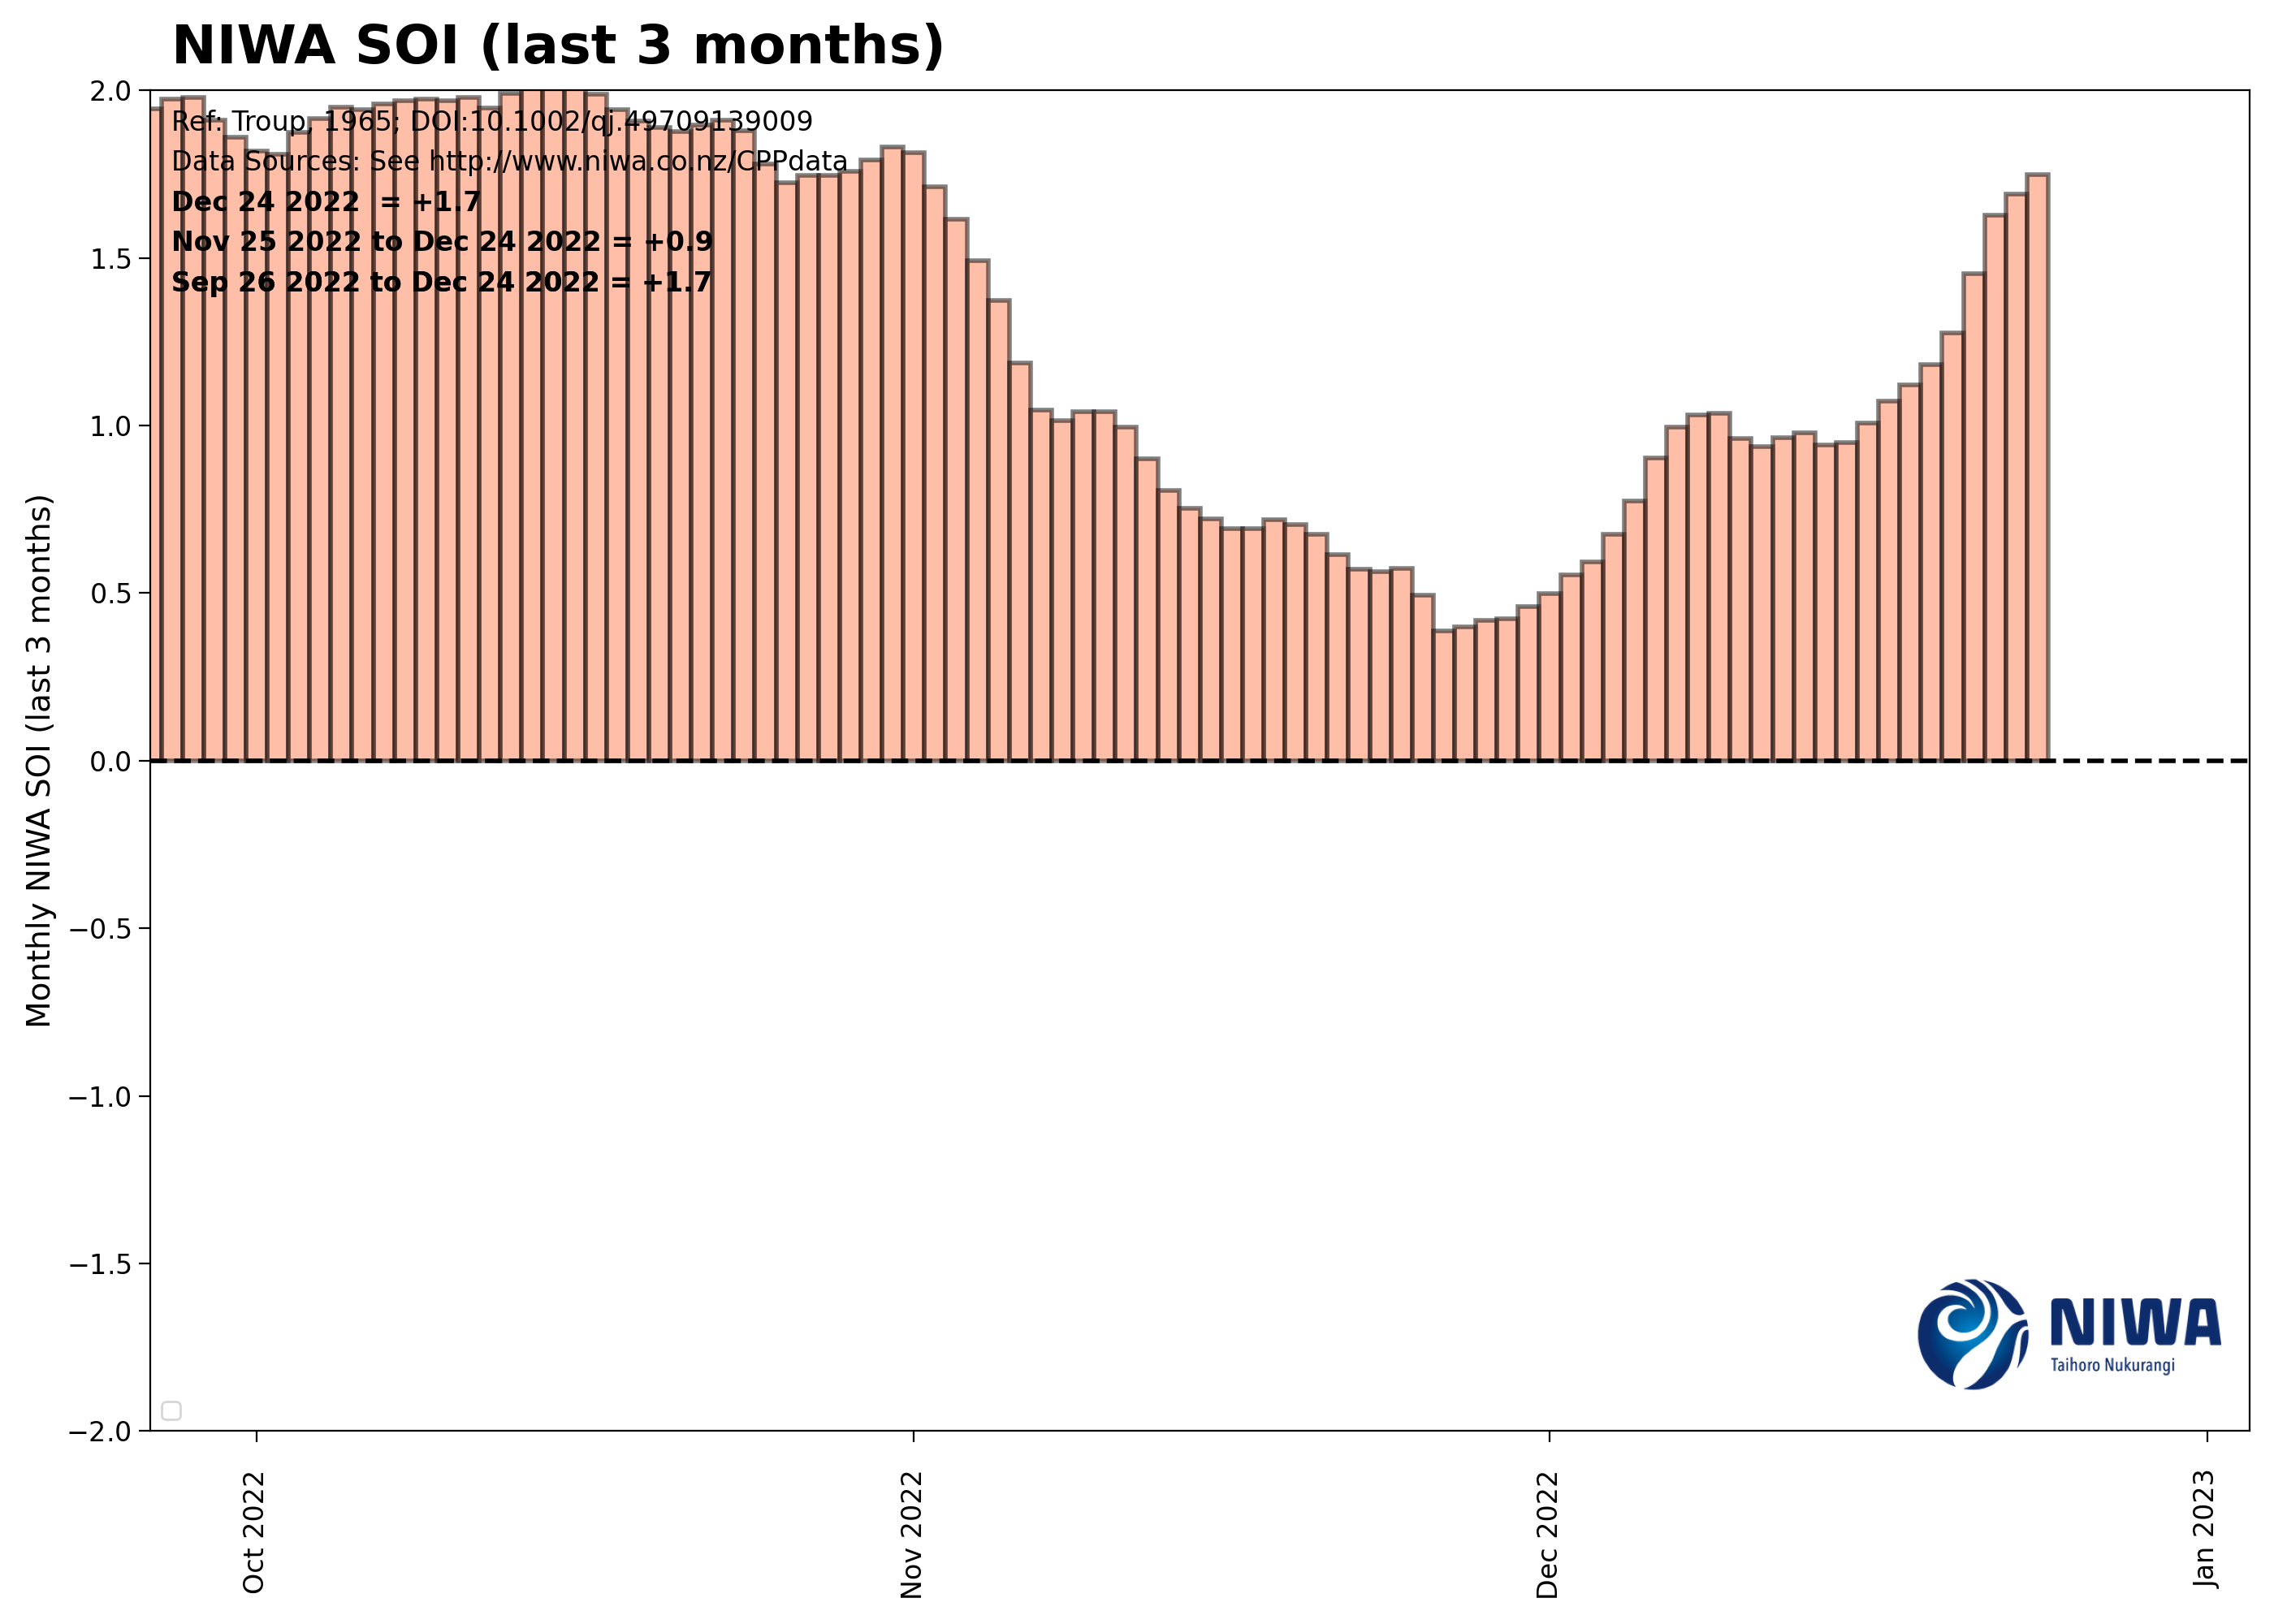 NIWA SOI (last 3 months)
Ref: Troup, 1965; DOI:10.1002/qj.49709139009
Data Sources: See http://www.niwa.co.nz/CPPdata
Dec 24 2022  = +1.7
Nov 25 2022 to Dec 24 2022 = +0.9
Sep 26 2022 to Dec 24 2022 = +1.7
Monthly NIWA SOI (last 3 months)
2.0
1.5
1.0
0.5
0.0
−0.5
−1.0
−1.5
−2.0
NIWA
Taihoro Nukurangi
Oct 2022
Nov 2022
Dec 2022
Jan 2023